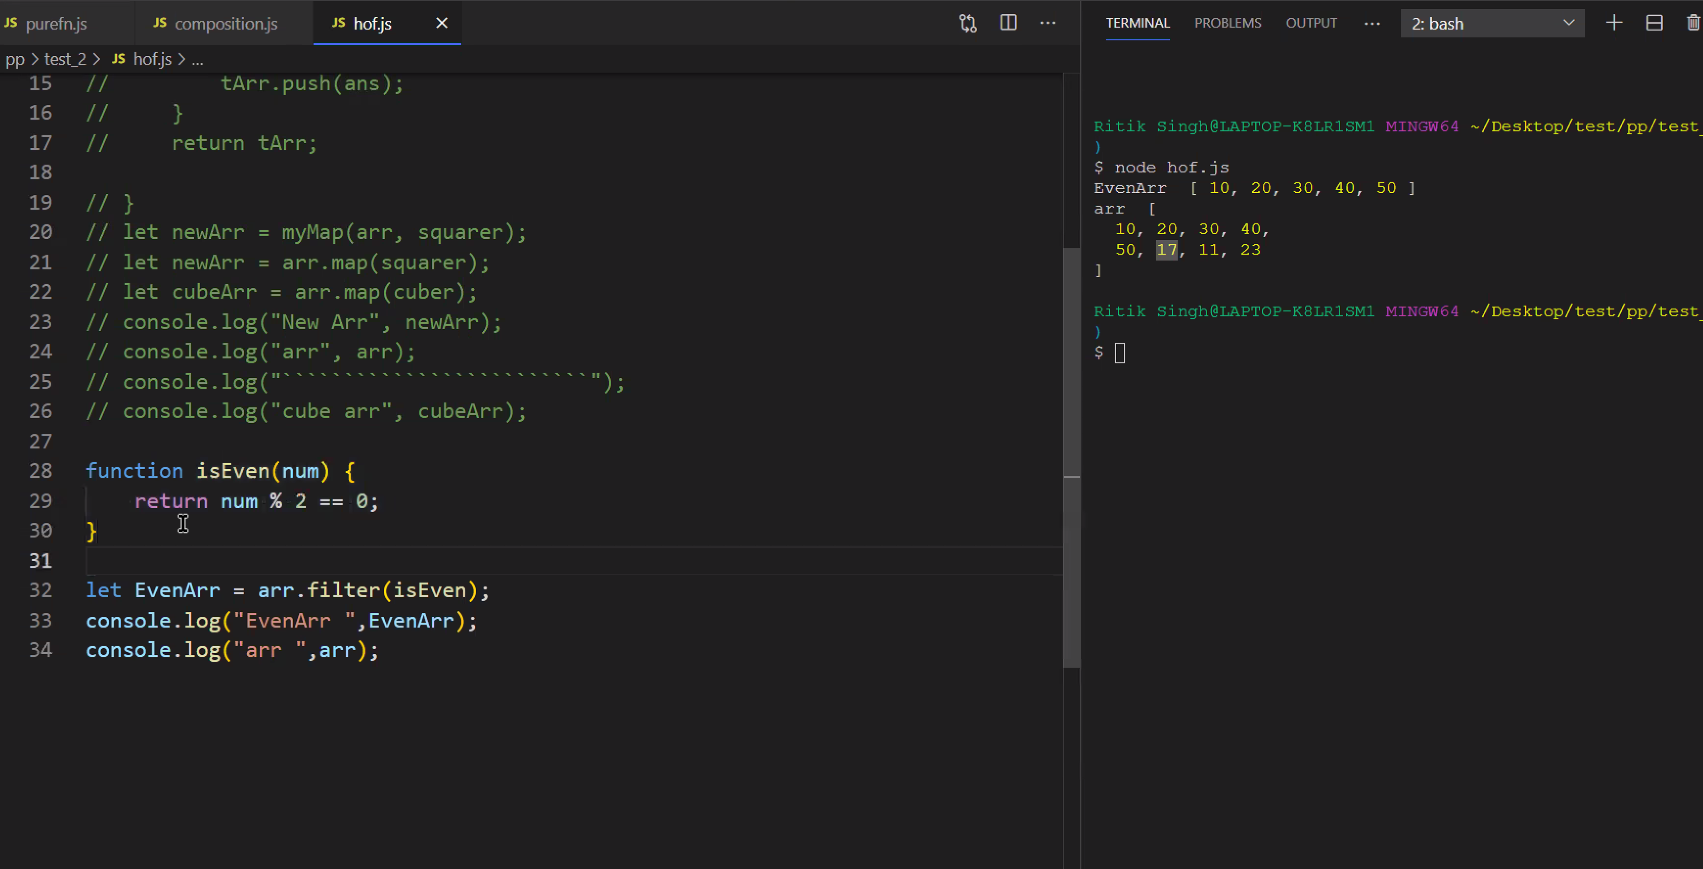 JS purefn.js JS composition.js JS hof.js ×
pp > test_2 > JS hof.js > ...
15 //         tArr.push(ans);
16 //     }
17 //     return tArr;
18
19 // }
20 // let newArr = myMap(arr, squarer);
21 // let newArr = arr.map(squarer);
22 // let cubeArr = arr.map(cuber);
23 // console.log("New Arr", newArr);
24 // console.log("arr", arr);
25 // console.log("`````````````````````````");
26 // console.log("cube arr", cubeArr);
27
28 function isEven(num) {
29     return num % 2 == 0;
30 }
31
32 let EvenArr = arr.filter(isEven);
33 console.log("EvenArr ",EvenArr);
34 console.log("arr ",arr);
TERMINAL PROBLEMS OUTPUT ··· 2: bash
Ritik Singh@LAPTOP-K8LR1SM1 MINGW64 ~/Desktop/test/pp/test_
)
$ node hof.js
EvenArr  [ 10, 20, 30, 40, 50 ]
arr  [
  10, 20, 30, 40,
  50, 17, 11, 23
]
Ritik Singh@LAPTOP-K8LR1SM1 MINGW64 ~/Desktop/test/pp/test_
)
$